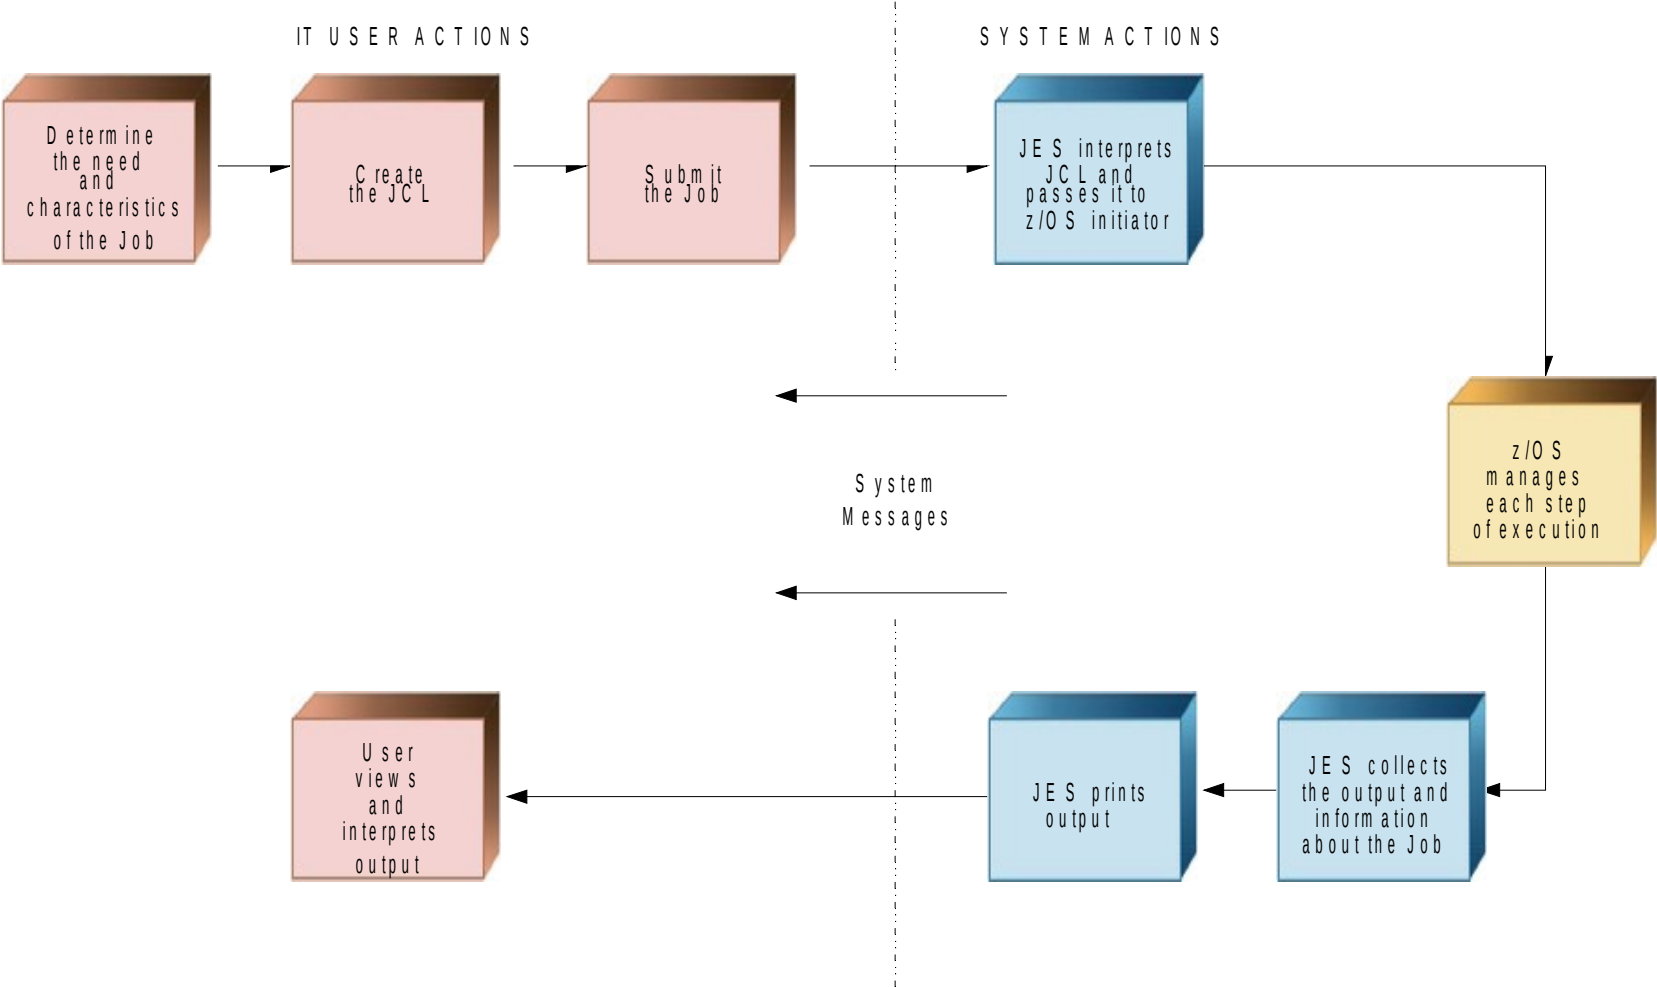 IT USER ACTIONS
SYSTEM ACTIONS
Determine
the need
and
characteristics
of the Job
Create
the JCL
Submit
the Job
JES interprets
JCL and
passes it to
z/OS initiator
z/OS
manages
each step
of execution
System
Messages
User
views
and
interprets
output
JES prints
output
JES collects
the output and
information
about the Job